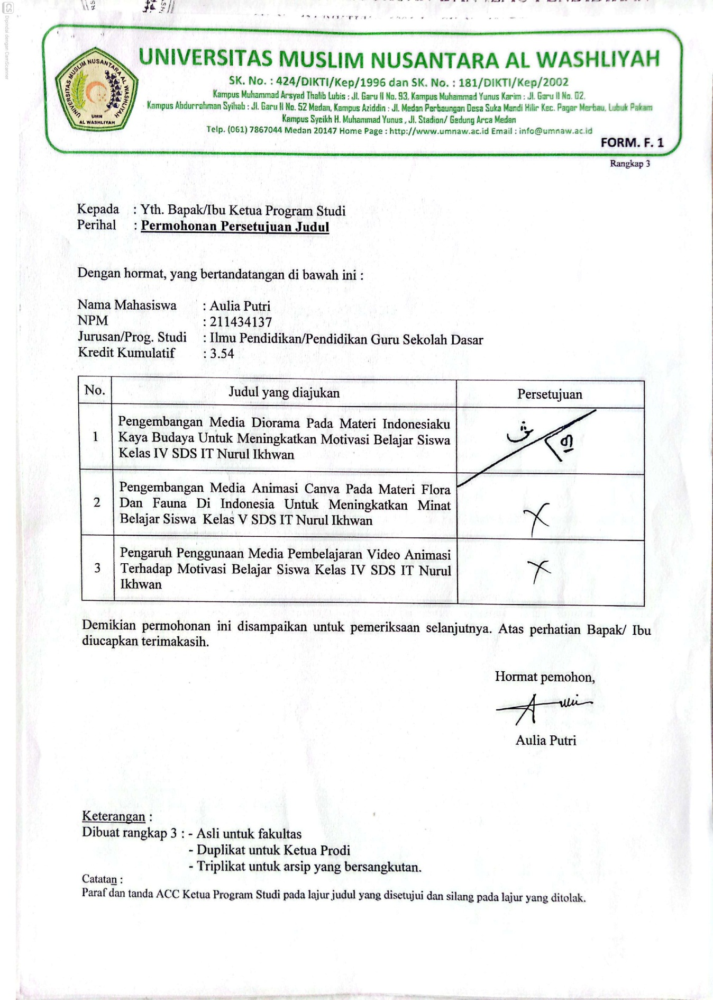 CS Dipindai dengan CamScanner
UNIVERSITAS MUSLIM NUSANTARA AL WASHLIYAH
UMN
AL WASHLIYAH
UNIVERSITAS MUSLIM NUSANTARA AL WASHLIYAH
SK. No. : 424/DIKTI/Kep/1996 dan SK. No. : 181/DIKTI/Kep/2002
Kampus Muhammad Arsyad Thalib Lubis : Jl. Garu II No. 93, Kampus Muhammad Yunus Karim : Jl. Garu II No. 02,
Kampus Abdurrahman Syihab : Jl. Garu II No. 52 Medan, Kampus Aziddin : Jl. Medan Perbaungan Desa Suka Mandi Hilir Kec. Pagar Merbau, Lubuk Pakam
Kampus Syeikh H. Muhammad Yunus , Jl. Stadion/ Gedung Arca Medan
Telp. (061) 7867044 Medan 20147 Home Page : http://www.umnaw.ac.id Email : info@umnaw.ac.id
FORM. F. 1
Rangkap 3
Kepada : Yth. Bapak/Ibu Ketua Program Studi
Perihal : Permohonan Persetujuan Judul
Dengan hormat, yang bertandatangan di bawah ini :
Nama Mahasiswa : Aulia Putri
NPM : 211434137
Jurusan/Prog. Studi : Ilmu Pendidikan/Pendidikan Guru Sekolah Dasar
Kredit Kumulatif : 3.54
No. Judul yang diajukan Persetujuan
Pengembangan Media Diorama Pada Materi Indonesiaku
1 Kaya Budaya Untuk Meningkatkan Motivasi Belajar Siswa
Kelas IV SDS IT Nurul Ikhwan
Pengembangan Media Animasi Canva Pada Materi Flora
2 Dan Fauna Di Indonesia Untuk Meningkatkan Minat
Belajar Siswa Kelas V SDS IT Nurul Ikhwan
Pengaruh Penggunaan Media Pembelajaran Video Animasi
3 Terhadap Motivasi Belajar Siswa Kelas IV SDS IT Nurul
Ikhwan
Demikian permohonan ini disampaikan untuk pemeriksaan selanjutnya. Atas perhatian Bapak/ Ibu
diucapkan terimakasih.
Hormat pemohon,
Aulia Putri
Keterangan :
Dibuat rangkap 3 : - Asli untuk fakultas
- Duplikat untuk Ketua Prodi
- Triplikat untuk arsip yang bersangkutan.
Catatan :
Paraf dan tanda ACC Ketua Program Studi pada lajur judul yang disetujui dan silang pada lajur yang ditolak.